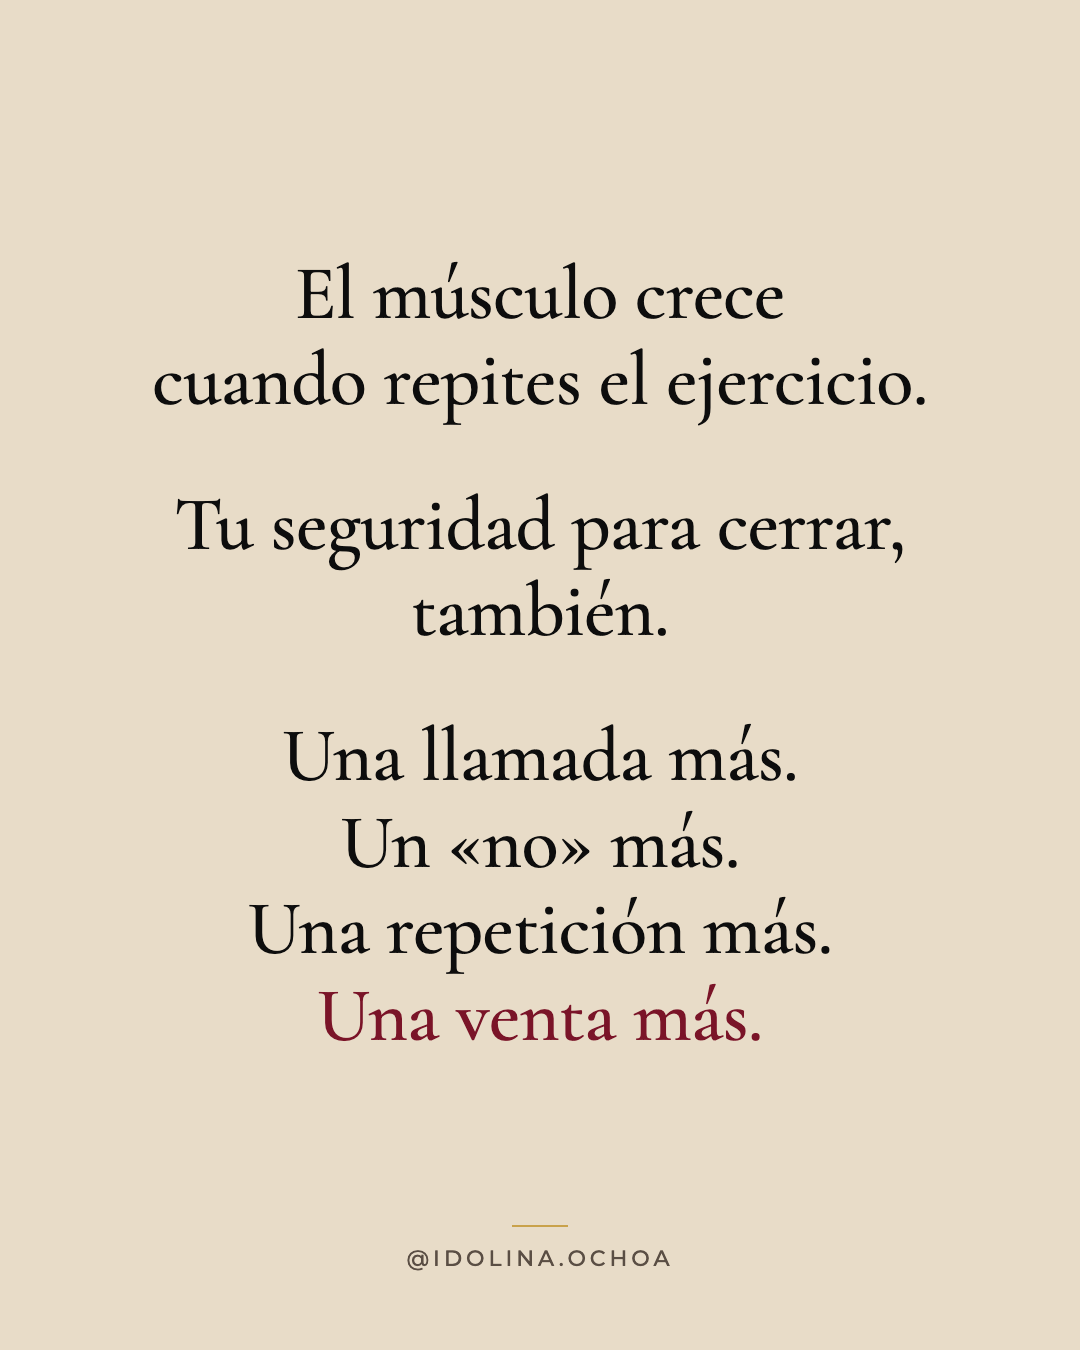 El músculo crece
cuando repites el ejercicio.
Tu seguridad para cerrar,
también.
Una llamada más.
Un «no» más.
Una repetición más.
Una venta más.
@IDOLINA.OCHOA